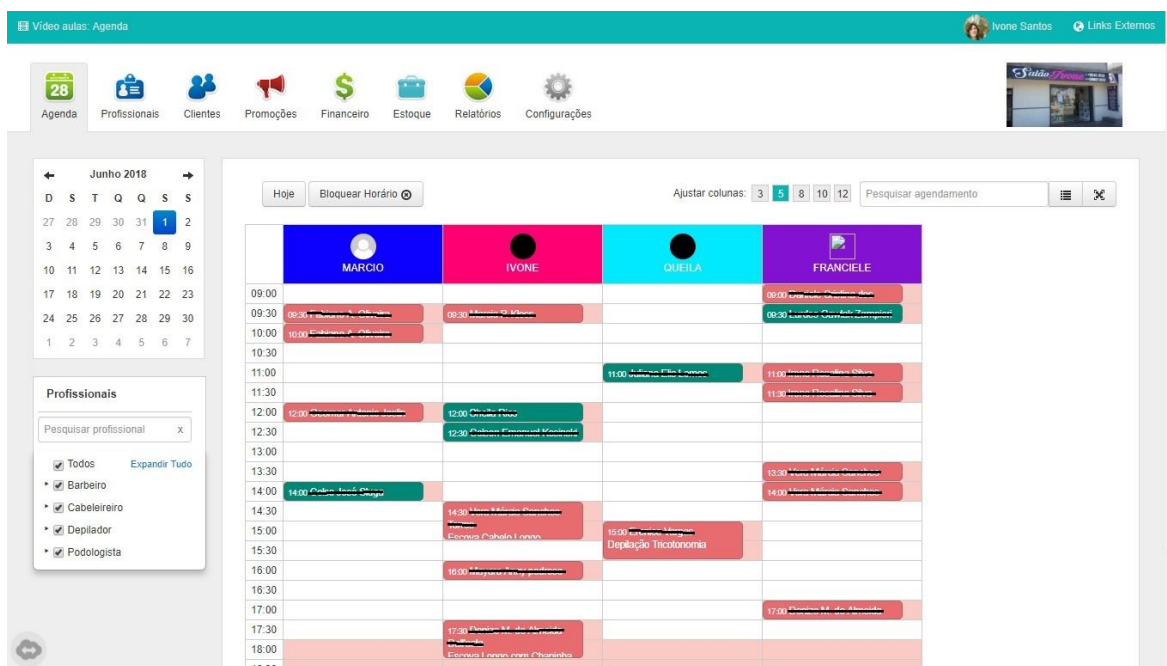 Vídeo aulas: Agenda
Ivone Santos
Links Externos
28
Agenda
Profissionais
Clientes
Promoções
Financeiro
Estoque
Relatórios
Configurações
Salão Ivone
Junho 2018
D S T Q Q S S
27 28 29 30 31 1 2
3 4 5 6 7 8 9
10 11 12 13 14 15 16
17 18 19 20 21 22 23
24 25 26 27 28 29 30
1 2 3 4 5 6 7
Profissionais
Pesquisar profissional x
Todos Expandir Tudo
Barbeiro
Cabeleireiro
Depilador
Podologista
Hoje
Bloquear Horário
Ajustar colunas: 3 5 8 10 12
Pesquisar agendamento
MARCIO IVONE QUEILA FRANCIELE
09:00 09:00
09:30 09:30 09:30 09:30
10:00 10:00
10:30
11:00 11:00 11:00
11:30 11:30
12:00 12:00 12:00
12:30 12:30
13:00
13:30 13:30
14:00 14:00 14:00
14:30 14:30
15:00 Escova Cabelo Longo 15:00
15:30 Depilação Tricotonomia
16:00 16:00
16:30
17:00 17:00
17:30 17:30
18:00 Escova Longo com Chapinha